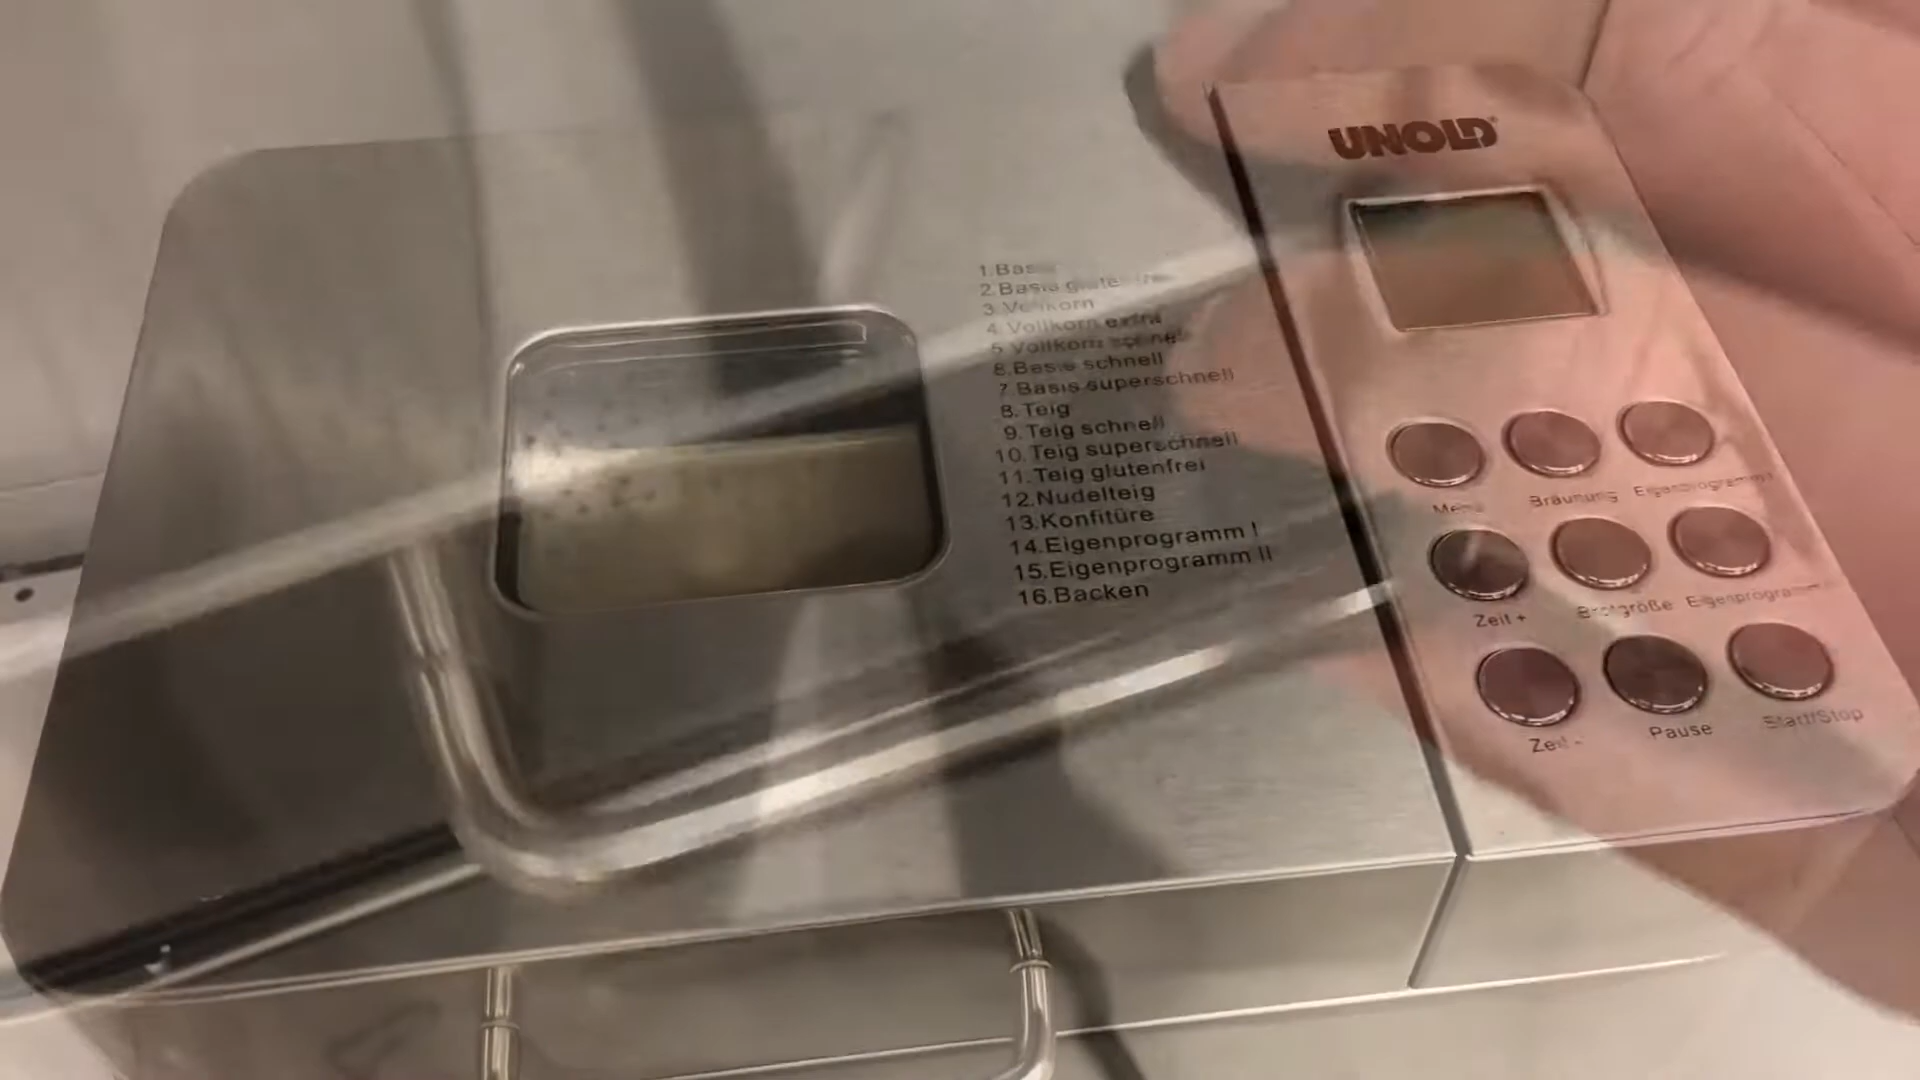 UNOLD®
1.Basis
2.Basis glutenfrei
3.Vollkorn
4.Vollkorn extra
5.Vollkorn schnell
6.Basis schnell
7.Basis superschnell
8.Teig
9.Teig schnell
10.Teig superschnell
11.Teig glutenfrei
12.Nudelteig
13.Konfitüre
14.Eigenprogramm I
15.Eigenprogramm II
16.Backen
Menü
Bräunung
Eigenprogramm
Zeit +
Brotgröße
Eigenprogramm
Zeit -
Pause
Start/Stop